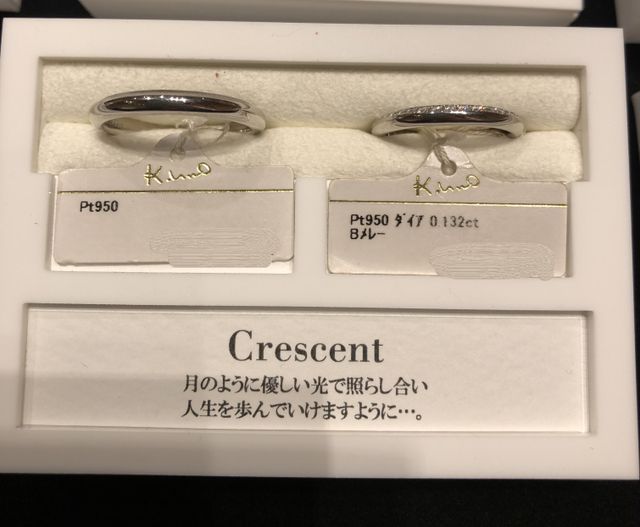 K.uno
Pt950
K.uno
Pt950 ダイア 0.132ct
Bメレー
Crescent
月のように優しい光で照らし合い
人生を歩んでいけますように…。